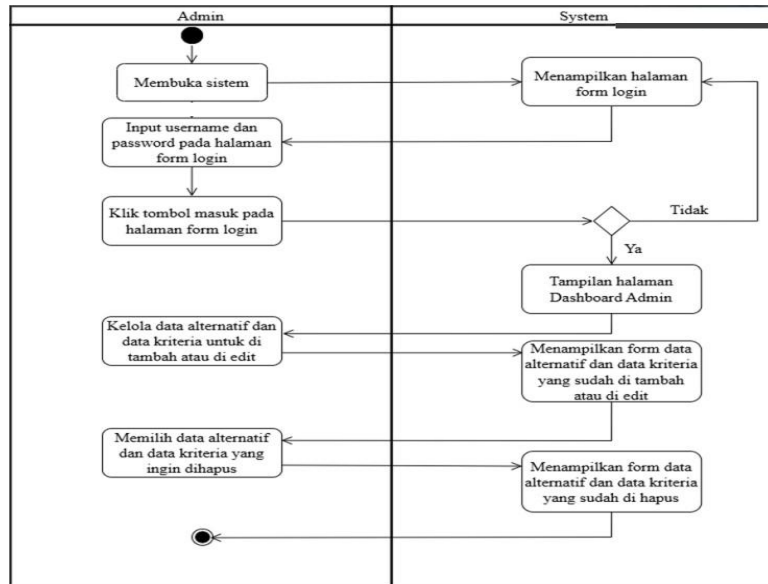 Admin
System
Membuka sistem
Menampilkan halaman
form login
Input username dan
password pada halaman
form login
Klik tombol masuk pada
halaman form login
Tidak
Ya
Tampilan halaman
Dashboard Admin
Kelola data alternatif dan
data kriteria untuk di
tambah atau di edit
Menampilkan form data
alternatif dan data kriteria
yang sudah di tambah
atau di edit
Memilih data alternatif
dan data kriteria yang
ingin dihapus
Menampilkan form data
alternatif dan data kriteria
yang sudah di hapus